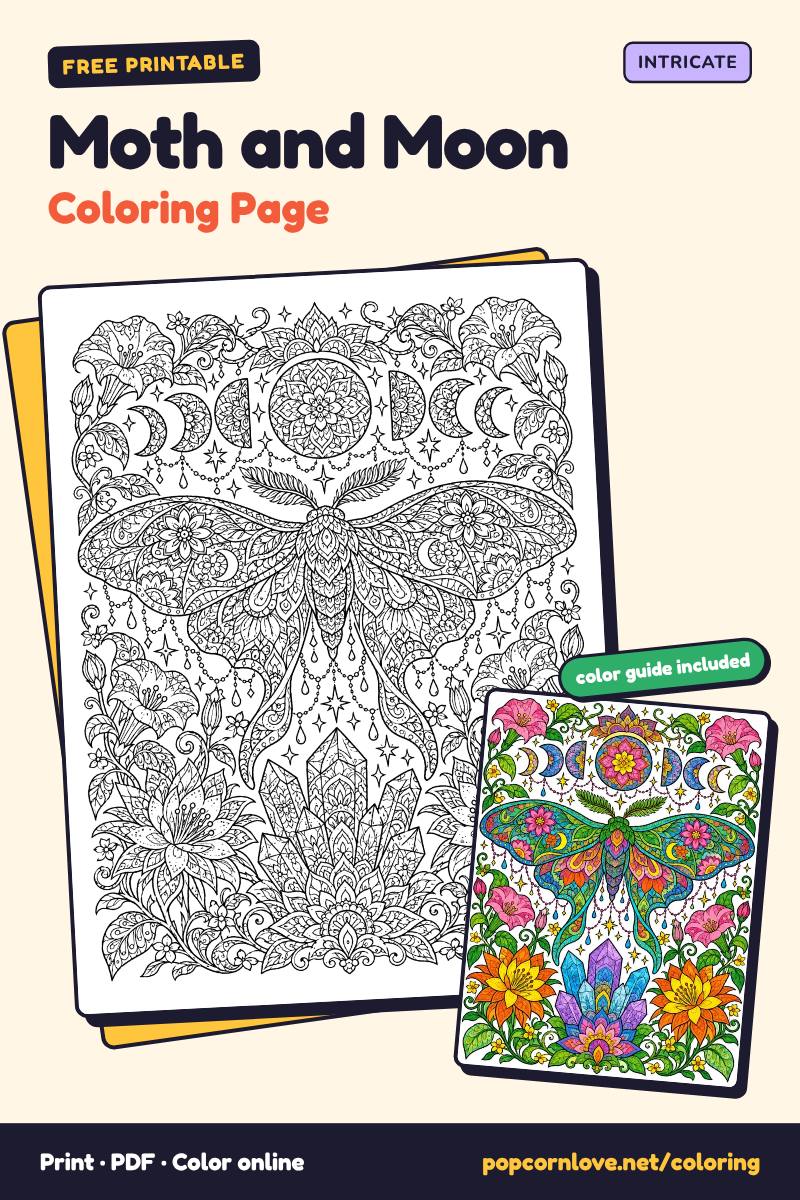 FREE PRINTABLE
INTRICATE
Moth and Moon
Coloring Page
color guide included
Print · PDF · Color online
popcornlove.net/coloring